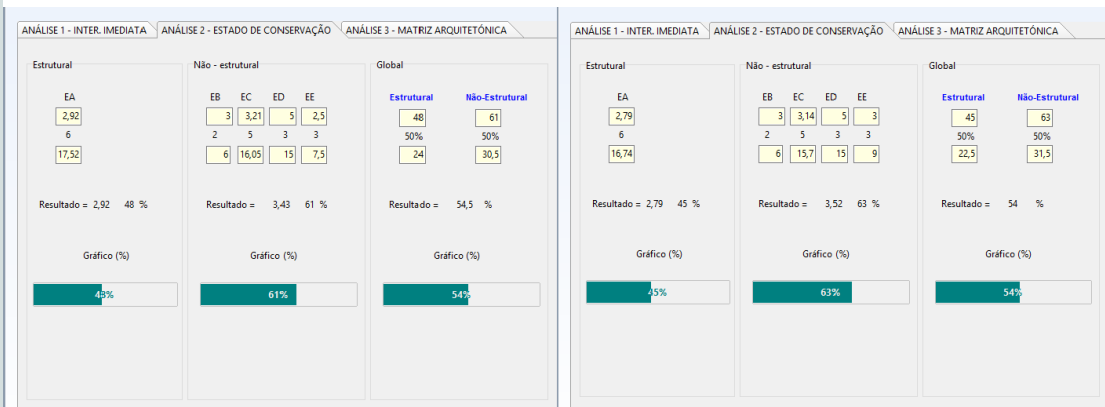 ANÁLISE 1 - INTER. IMEDIATA ANÁLISE 2 - ESTADO DE CONSERVAÇÃO ANÁLISE 3 - MATRIZ ARQUITETÓNICA
Estrutural Não - estrutural Global
EA EB EC ED EE Estrutural Não-Estrutural
2,92 3 3,21 5 2,5 48 61
6 2 5 3 3 50% 50%
17,52 6 16,05 15 7,5 24 30,5
Resultado = 2,92 48 % Resultado = 3,43 61 % Resultado = 54,5 %
Gráfico (%) Gráfico (%) Gráfico (%)
48% 61% 54%
ANÁLISE 1 - INTER. IMEDIATA ANÁLISE 2 - ESTADO DE CONSERVAÇÃO ANÁLISE 3 - MATRIZ ARQUITETÓNICA
Estrutural Não - estrutural Global
EA EB EC ED EE Estrutural Não-Estrutural
2,79 3 3,14 5 3 45 63
6 2 5 3 3 50% 50%
16,74 6 15,7 15 9 22,5 31,5
Resultado = 2,79 45 % Resultado = 3,52 63 % Resultado = 54 %
Gráfico (%) Gráfico (%) Gráfico (%)
45% 63% 54%